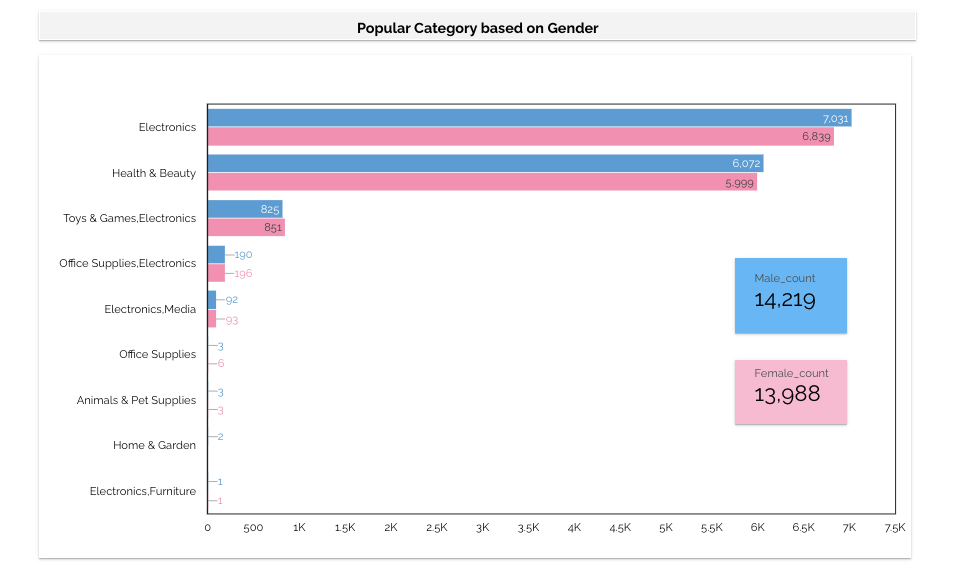 Popular Category based on Gender
Electronics
7,031
6,839
Health & Beauty
6,072
5,999
Toys & Games,Electronics
825
851
Office Supplies,Electronics
190
196
Electronics,Media
92
93
Office Supplies
3
6
Animals & Pet Supplies
3
3
Home & Garden
2
Electronics,Furniture
1
1
Male_count
14,219
Female_count
13,988
0 500 1K 1.5K 2K 2.5K 3K 3.5K 4K 4.5K 5K 5.5K 6K 6.5K 7K 7.5K